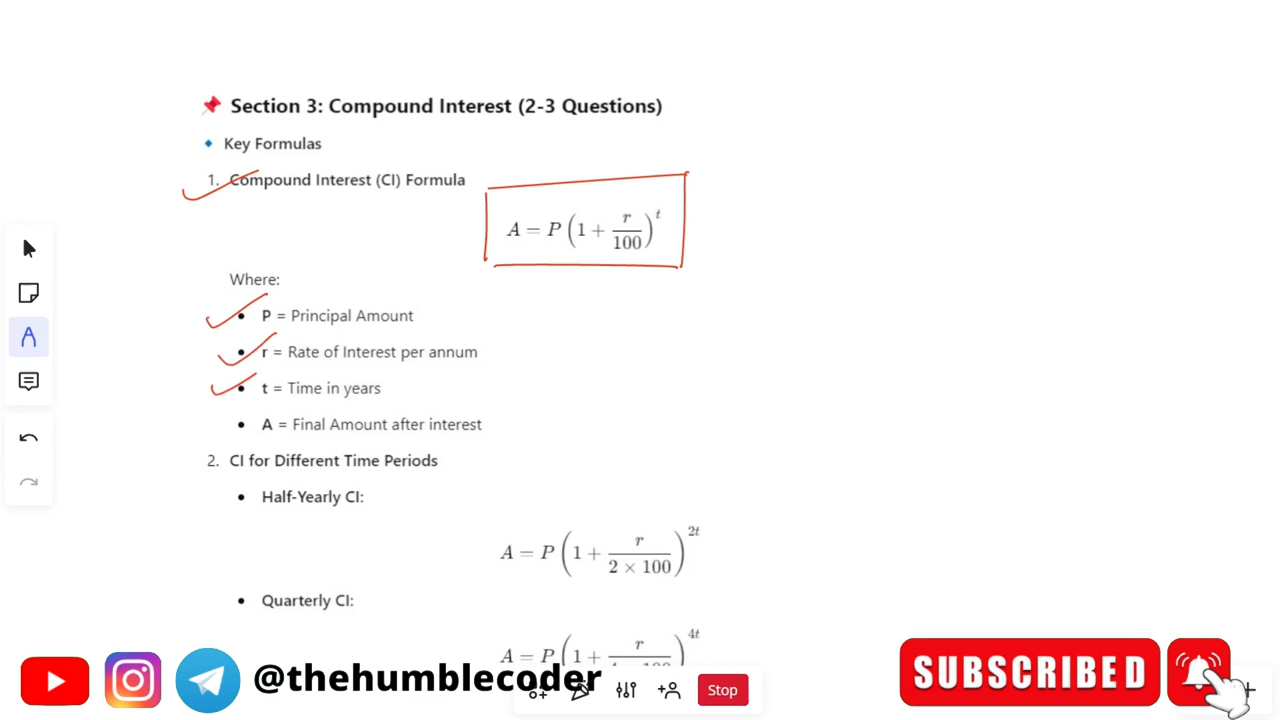 Section 3: Compound Interest (2-3 Questions)
Key Formulas
1. Compound Interest (CI) Formula
A = P (1 + r/100)^t
Where:
• P = Principal Amount
• r = Rate of Interest per annum
• t = Time in years
• A = Final Amount after interest
2. CI for Different Time Periods
• Half-Yearly CI:
A = P (1 + r/(2 × 100))^2t
• Quarterly CI:
A = P (1 + r/ )^4t
@thehumblecoder
Stop
SUBSCRIBED